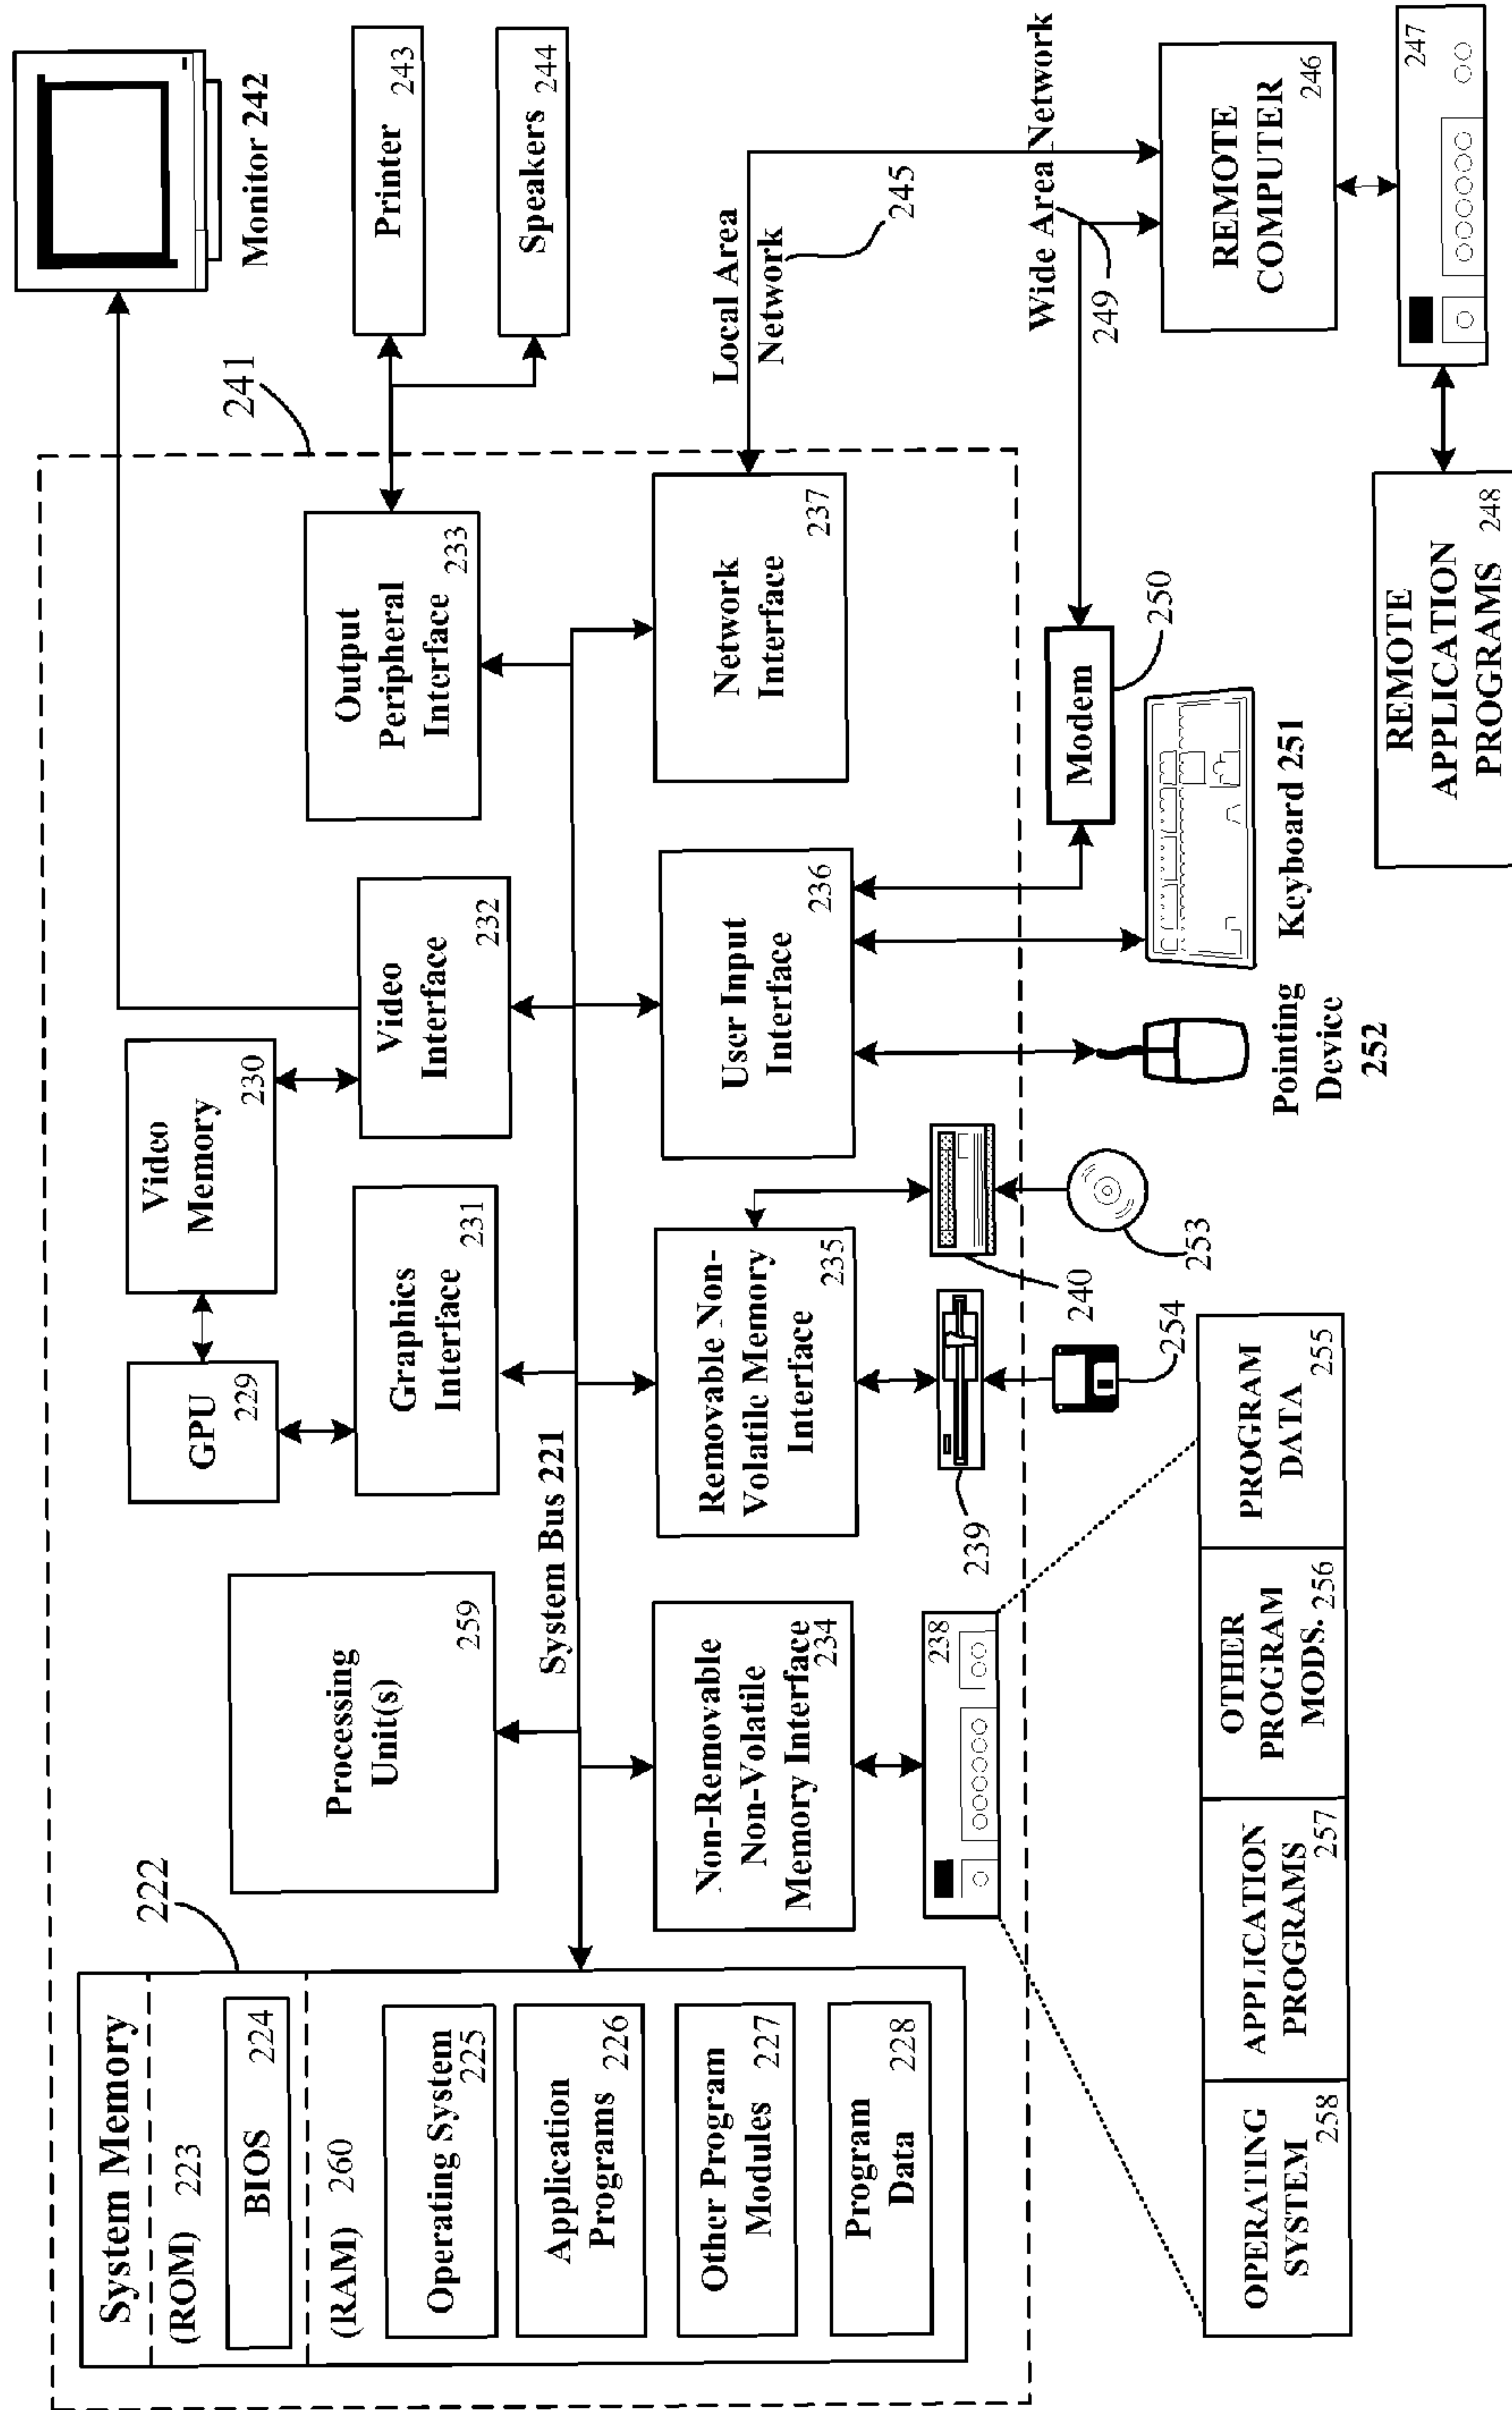 System Memory
(ROM) 223
BIOS 224
(RAM) 260
Operating System
225
Application
Programs 226
Other Program
Modules 227
Program
Data 228
222
Processing
Unit(s)
259
System Bus 221
Non-Removable
Non-Volatile
Memory Interface
234
238
GPU
229
Video
Memory
230
Graphics
Interface
231
Video
Interface
232
Output
Peripheral
Interface
233
Removable Non-
Volatile Memory
Interface
235
239
240
User Input
Interface
236
Network
Interface
237
241
Monitor 242
Printer
243
Speakers
244
Local Area
Network
245
Wide Area Network
249
Modem
250
REMOTE
COMPUTER
246
247
REMOTE
APPLICATION
PROGRAMS 248
Keyboard 251
Pointing
Device
252
253
254
OPERATING
SYSTEM
258
APPLICATION
PROGRAMS
257
OTHER
PROGRAM
MODS. 256
PROGRAM
DATA
255